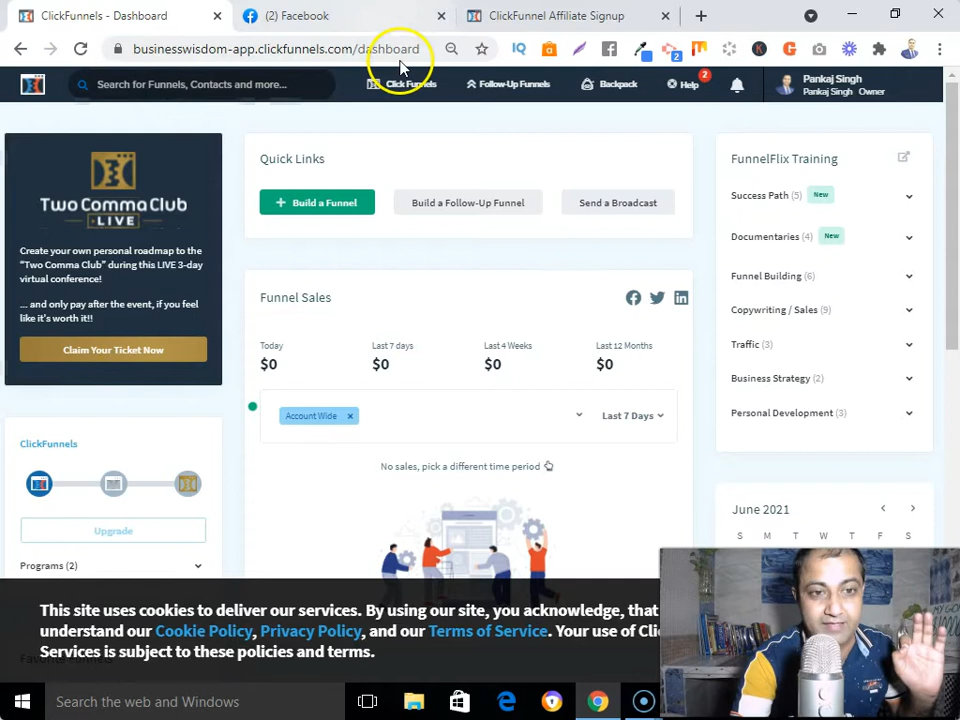 ClickFunnels - Dashboard
(2) Facebook
ClickFunnel Affiliate Signup
businesswisdom-app.clickfunnels.com/dashboard
2
Search for Funnels, Contacts and more...
Click Funnels
Follow-Up Funnels
Backpack
Help
2
Pankaj Singh
Pankaj Singh Owner
TWO COMMA CLUB
LIVE
Create your own personal roadmap to the
"Two Comma Club" during this LIVE 3-day
virtual conference!
... and only pay after the event, if you feel
like it's worth it!!
Claim Your Ticket Now
Quick Links
+ Build a Funnel
Build a Follow-Up Funnel
Send a Broadcast
Funnel Sales
Today
Last 7 days
Last 4 Weeks
Last 12 Months
$0
$0
$0
$0
Account Wide ×
Last 7 Days
No sales, pick a different time period
FunnelFlix Training
Success Path (5) New
Documentaries (4) New
Funnel Building (6)
Copywriting / Sales (9)
Traffic (3)
Business Strategy (2)
Personal Development (3)
June 2021
S M T W T F S
ClickFunnels
Upgrade
Programs (2)
This site uses cookies to deliver our services. By using our site, you acknowledge, that
understand our Cookie Policy, Privacy Policy, and our Terms of Service. Your use of Cli
Services is subject to these policies and terms.
Search the web and Windows